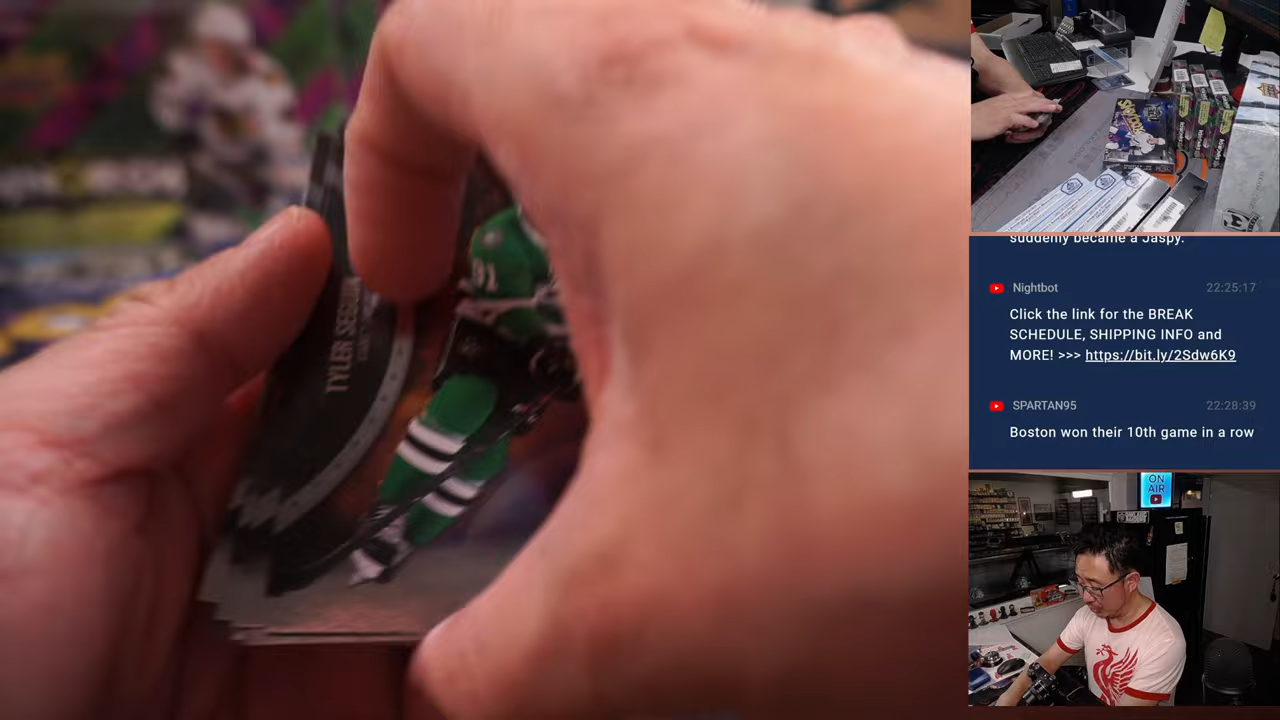 91
TYLER SEGUIN
suddenly became a Jaspy.
Nightbot 22:25:17
Click the link for the BREAK
SCHEDULE, SHIPPING INFO and
MORE! >>> https://bit.ly/2Sdw6K9
SPARTAN95 22:28:39
Boston won their 10th game in a row
ON
AIR